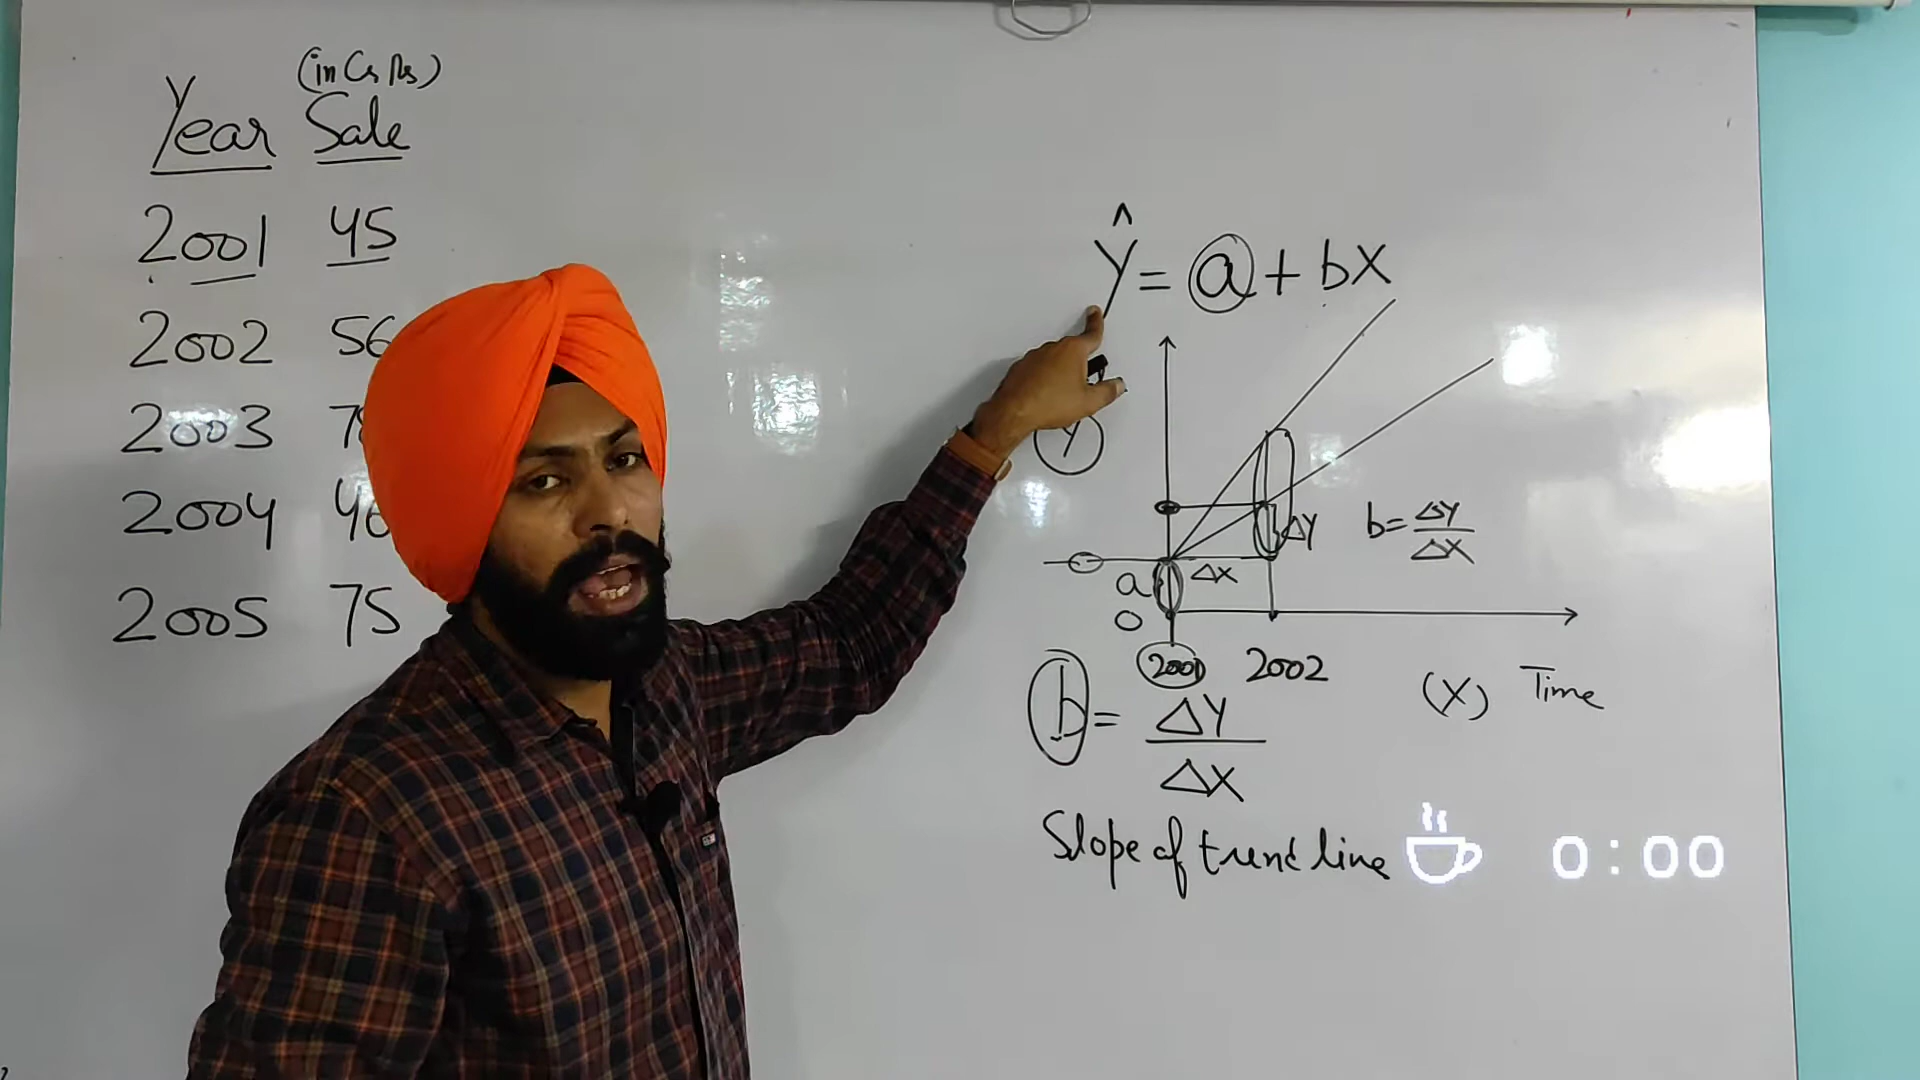 (in Cr Rs)
Year Sale
2001 45
2002 56
2003
2004
2005 75
Ŷ = a + bX
Y
ΔY
b = ΔY/ΔX
a
ΔX
0
2001 2002
(X) Time
b = ΔY/ΔX
Slope of trend line
0:00